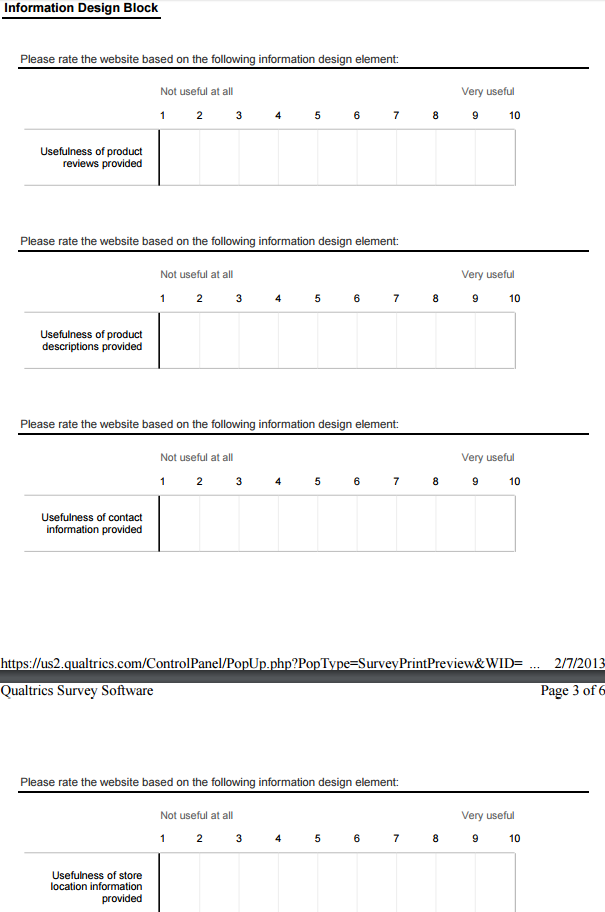 Information Design Block
Please rate the website based on the following information design element:
Not useful at all Very useful
1 2 3 4 5 6 7 8 9 10
Usefulness of product
reviews provided
Please rate the website based on the following information design element:
Not useful at all Very useful
1 2 3 4 5 6 7 8 9 10
Usefulness of product
descriptions provided
Please rate the website based on the following information design element:
Not useful at all Very useful
1 2 3 4 5 6 7 8 9 10
Usefulness of contact
information provided
https://us2.qualtrics.com/ControlPanel/PopUp.php?PopType=SurveyPrintPreview&WID= ... 2/7/2013
Qualtrics Survey Software Page 3 of 6
Please rate the website based on the following information design element:
Not useful at all Very useful
1 2 3 4 5 6 7 8 9 10
Usefulness of store
location information
provided